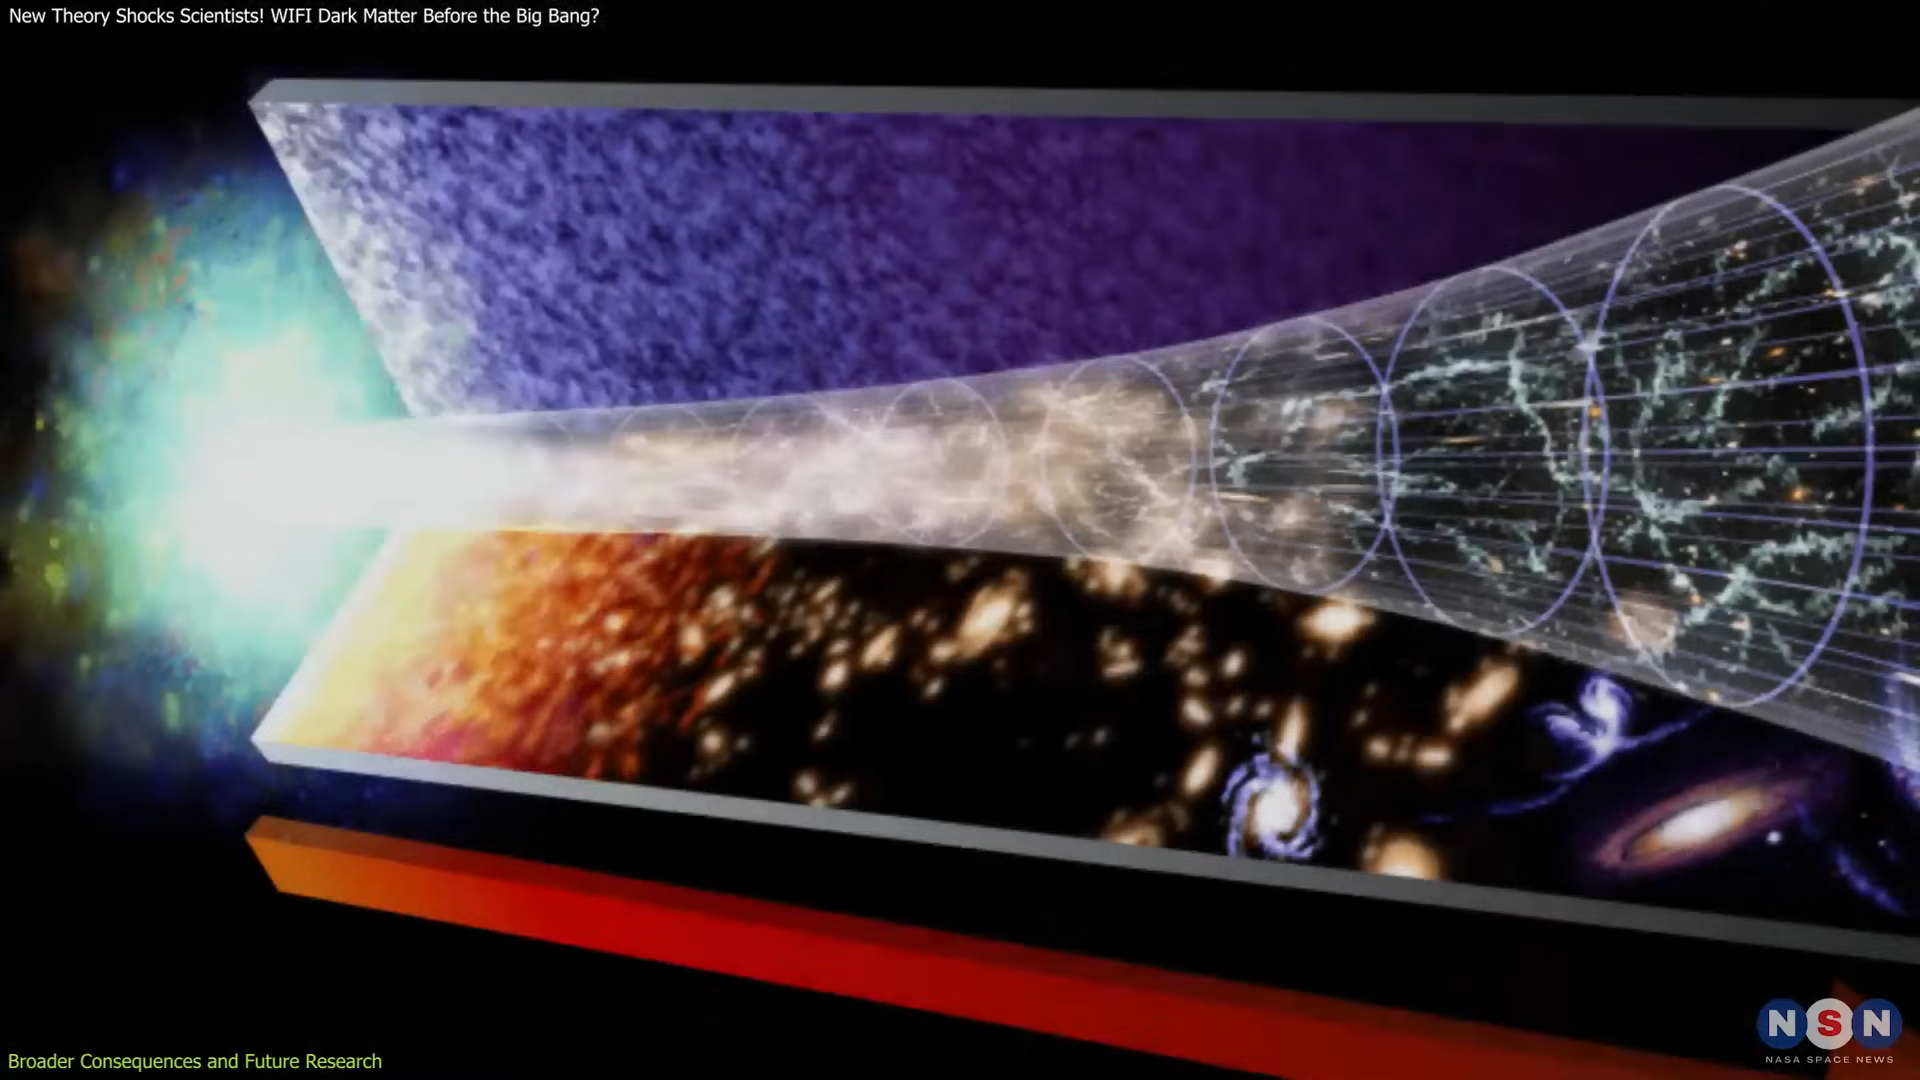 New Theory Shocks Scientists! WIFI Dark Matter Before the Big Bang?
Broader Consequences and Future Research
NSN
NASA SPACE NEWS